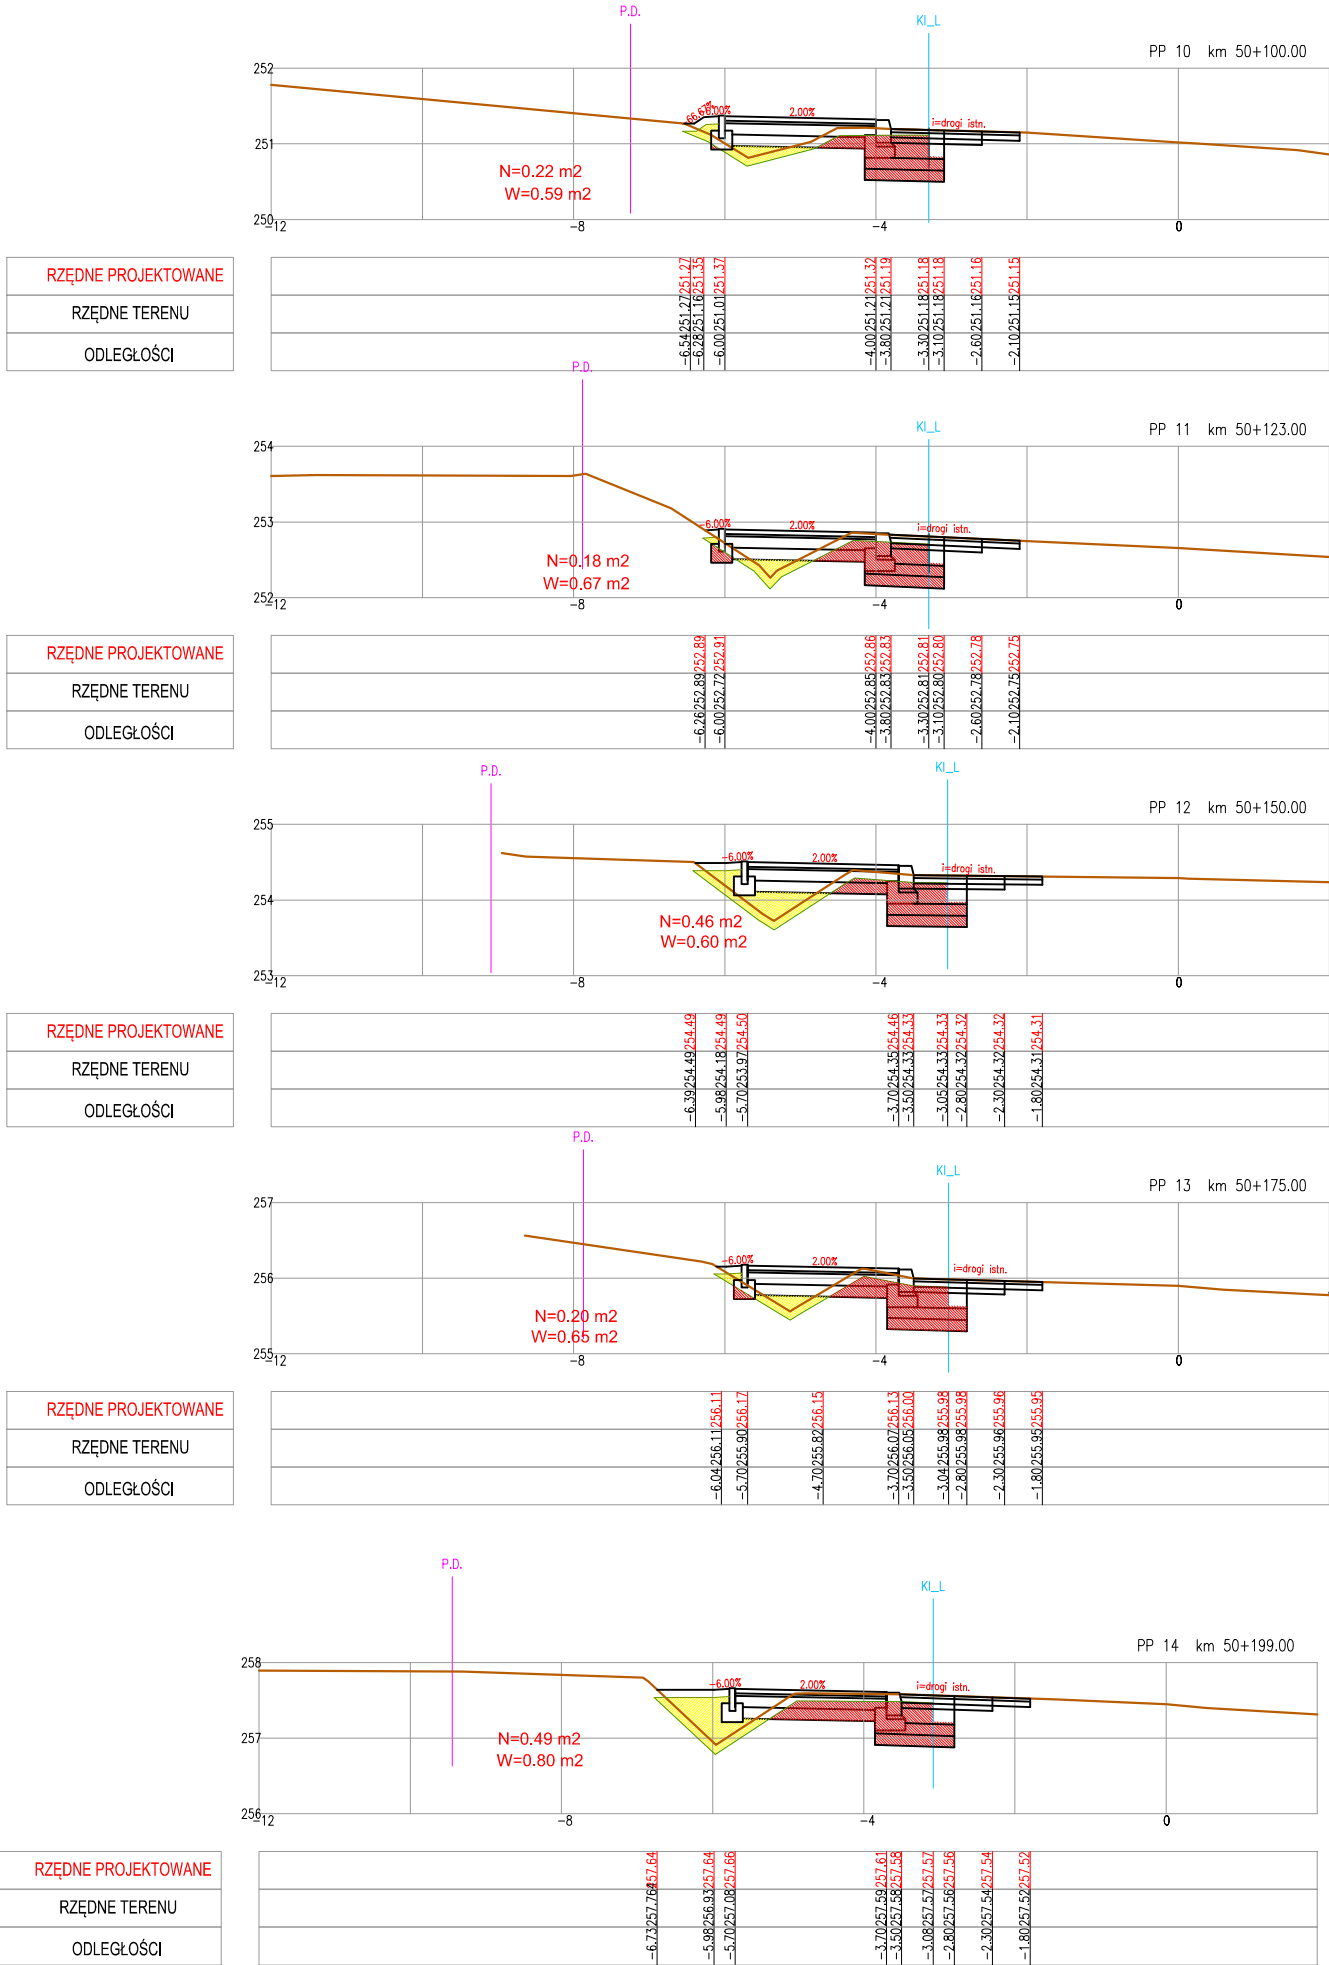 P.D.
KI_L
PP 10 km 50+100.00
252
66.67%
-6.00%
2.00%
i=drogi istn.
251
N=0.22 m2
W=0.59 m2
250
-12 -8 -4 0
RZĘDNE PROJEKTOWANE 251.27 251.35 251.37 251.32 251.19 251.18 251.18 251.16 251.15
RZĘDNE TERENU 251.27 251.16 251.01 251.21 251.21 251.18 251.18 251.16 251.15
ODLEGŁOŚCI -6.54 -6.28 -6.00 -4.00 -3.80 -3.30 -3.10 -2.60 -2.10
P.D.
KI_L
PP 11 km 50+123.00
254
253
-6.00% 2.00% i=drogi istn.
N=0.18 m2
W=0.67 m2
252
-12 -8 -4 0
RZĘDNE PROJEKTOWANE 252.89 252.91 252.86 252.83 252.81 252.80 252.78 252.75
RZĘDNE TERENU 252.89 252.72 252.85 252.83 252.81 252.80 252.78 252.75
ODLEGŁOŚCI -6.26 -6.00 -4.00 -3.80 -3.30 -3.10 -2.60 -2.10
P.D.
KI_L
PP 12 km 50+150.00
255
-6.00% 2.00% i=drogi istn.
254
N=0.46 m2
W=0.60 m2
253
-12 -8 -4 0
RZĘDNE PROJEKTOWANE 254.49 254.49 254.50 254.46 254.33 254.33 254.32 254.32 254.31
RZĘDNE TERENU 254.49 254.18 253.97 254.35 254.33 254.33 254.32 254.32 254.31
ODLEGŁOŚCI -6.39 -5.98 -5.70 -3.70 -3.50 -3.05 -2.80 -2.30 -1.80
P.D.
KI_L
PP 13 km 50+175.00
257
-6.00% 2.00% i=drogi istn.
256
N=0.20 m2
W=0.65 m2
255
-12 -8 -4 0
RZĘDNE PROJEKTOWANE 256.11 256.17 256.15 256.13 256.00 255.98 255.98 255.96 255.95
RZĘDNE TERENU 256.11 255.90 255.82 256.07 256.05 255.98 255.98 255.96 255.95
ODLEGŁOŚCI -6.04 -5.70 -4.70 -3.70 -3.50 -3.04 -2.80 -2.30 -1.80
P.D.
KI_L
PP 14 km 50+199.00
258
-6.00% 2.00% i=drogi istn.
257
N=0.49 m2
W=0.80 m2
256
-12 -8 -4 0
RZĘDNE PROJEKTOWANE 257.64 257.64 257.66 257.61 257.58 257.57 257.56 257.54 257.52
RZĘDNE TERENU 257.76 256.93 257.08 257.59 257.58 257.57 257.56 257.54 257.52
ODLEGŁOŚCI -6.73 -5.98 -5.70 -3.70 -3.50 -3.08 -2.80 -2.30 -1.80